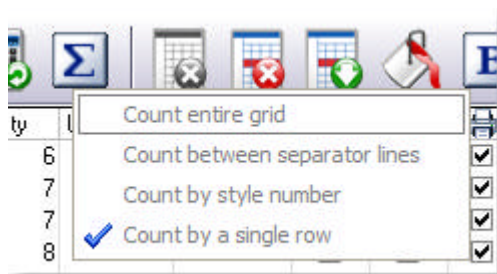 Σ
B
ty
Count entire grid
6
Count between separator lines
7
Count by style number
7
Count by a single row
8